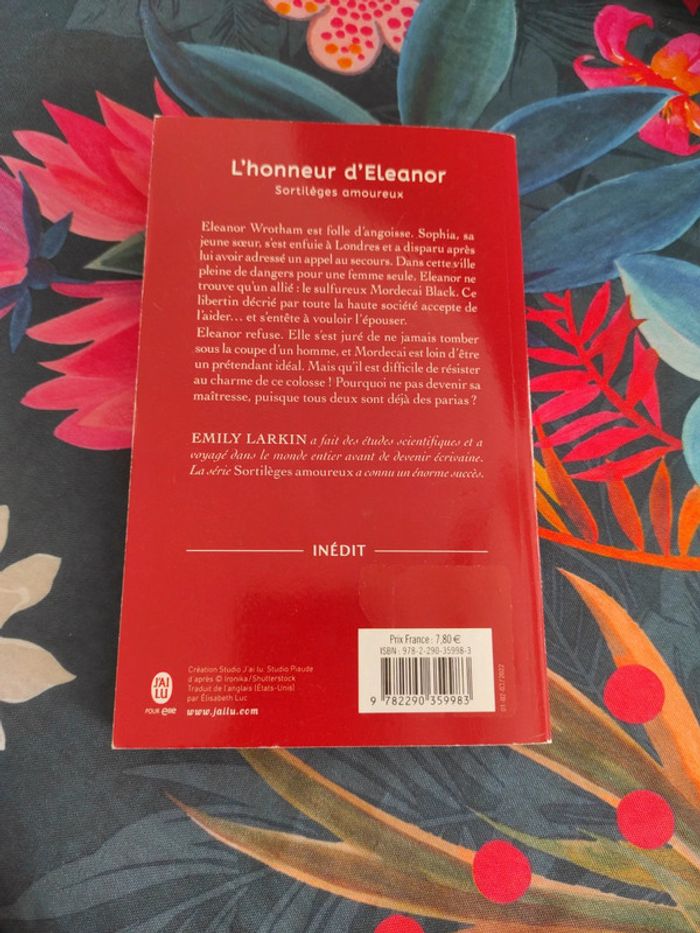 L'honneur d'Eleanor
Sortilèges amoureux
Eleanor Wrotham est folle d'angoisse. Sophia, sa
jeune sœur, s'est enfuie à Londres et a disparu après
lui avoir adressé un appel au secours. Dans cette ville
pleine de dangers pour une femme seule, Eleanor ne
trouve qu'un allié : le sulfureux Mordecai Black. Ce
libertin décrié par toute la haute société accepte de
l'aider… et s'entête à vouloir l'épouser.
Eleanor refuse. Elle s'est juré de ne jamais tomber
sous la coupe d'un homme, et Mordecai est loin d'être
un prétendant idéal. Mais qu'il est difficile de résister
au charme de ce colosse ! Pourquoi ne pas devenir sa
maîtresse, puisque tous deux sont déjà des parias ?
EMILY LARKIN a fait des études scientifiques et a
voyagé dans le monde entier avant de devenir écrivaine.
La série Sortilèges amoureux a connu un énorme succès.
INÉDIT
Prix France : 7,80 €
ISBN : 978-2-290-35998-3
9 782290 359983
01-02-03/2022
J'AI
LU
POUR elle
Création Studio J'ai lu. Studio Piaude
d'après © Ironika/Shutterstock
Traduit de l'anglais (États-Unis)
par Élisabeth Luc
www.jailu.com